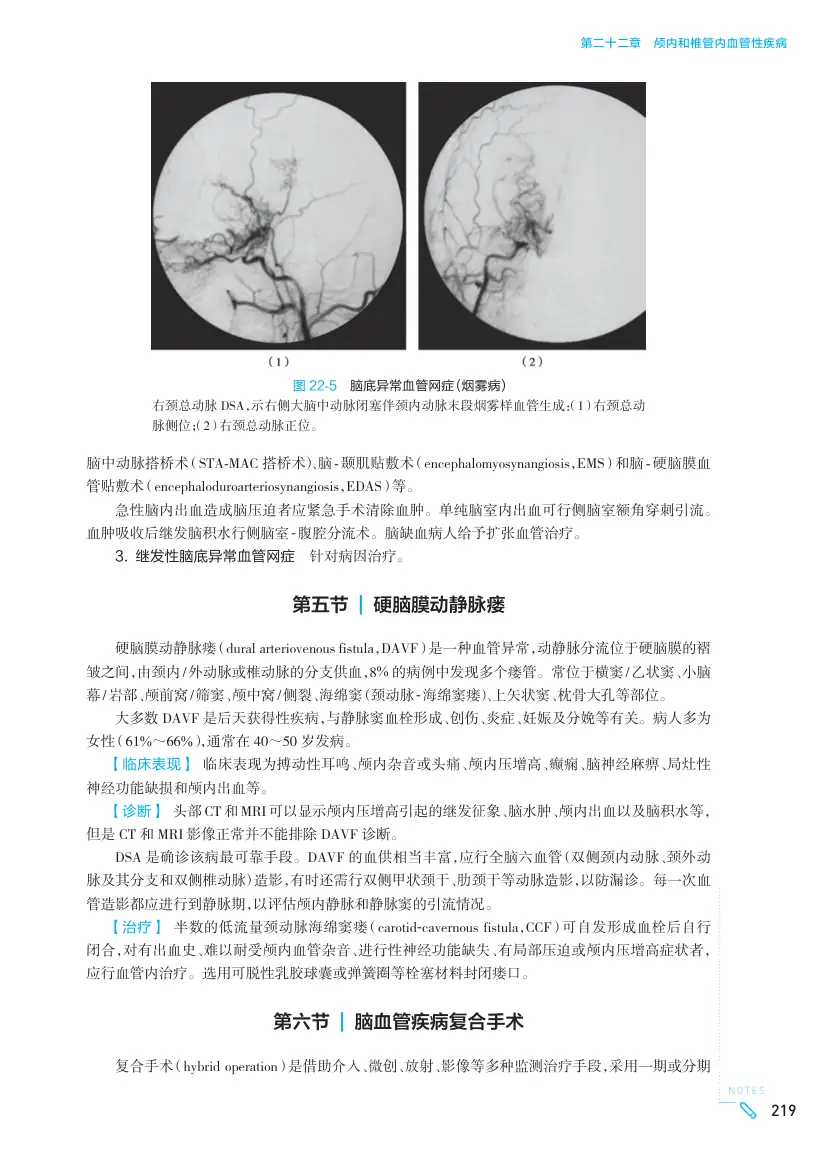 第二十二章 颅内和椎管内血管性疾病
（1）
（2）
图 22-5 脑底异常血管网症（烟雾病）
右颈总动脉 DSA，示右侧大脑中动脉闭塞伴颈内动脉末段烟雾样血管生成；（1）右颈总动
脉侧位；（2）右颈总动脉正位。
脑中动脉搭桥术（STA-MAC 搭桥术）、脑-颞肌贴敷术（encephalomyosynangiosis，EMS）和脑-硬脑膜血
管贴敷术（encephaloduroarteriosynangiosis，EDAS）等。
急性脑内出血造成脑压迫者应紧急手术清除血肿。单纯脑室内出血可行侧脑室额角穿刺引流。
血肿吸收后继发脑积水行侧脑室-腹腔分流术。脑缺血病人给予扩张血管治疗。
3. 继发性脑底异常血管网症 针对病因治疗。
第五节 | 硬脑膜动静脉瘘
硬脑膜动静脉瘘（dural arteriovenous fistula，DAVF）是一种血管异常，动静脉分流位于硬脑膜的褶
皱之间，由颈内/外动脉或椎动脉的分支供血，8% 的病例中发现多个瘘管。常位于横窦/乙状窦、小脑
幕/岩部、颅前窝/筛窦、颅中窝/侧裂、海绵窦（颈动脉-海绵窦瘘）、上矢状窦、枕骨大孔等部位。
大多数 DAVF 是后天获得性疾病，与静脉窦血栓形成、创伤、炎症、妊娠及分娩等有关。病人多为
女性（61%～66%），通常在 40～50 岁发病。
【临床表现】 临床表现为搏动性耳鸣、颅内杂音或头痛、颅内压增高、癫痫、脑神经麻痹、局灶性
神经功能缺损和颅内出血等。
【诊断】 头部 CT 和 MRI 可以显示颅内压增高引起的继发征象、脑水肿、颅内出血以及脑积水等，
但是 CT 和 MRI 影像正常并不能排除 DAVF 诊断。
DSA 是确诊该病最可靠手段。DAVF 的血供相当丰富，应行全脑六血管（双侧颈内动脉、颈外动
脉及其分支和双侧椎动脉）造影，有时还需行双侧甲状颈干、肋颈干等动脉造影，以防漏诊。每一次血
管造影都应进行到静脉期，以评估颅内静脉和静脉窦的引流情况。
【治疗】 半数的低流量颈动脉海绵窦瘘（carotid-cavernous fistula，CCF）可自发形成血栓后自行
闭合，对有出血史、难以耐受颅内血管杂音、进行性神经功能缺失、有局部压迫或颅内压增高症状者，
应行血管内治疗。选用可脱性乳胶球囊或弹簧圈等栓塞材料封闭瘘口。
第六节 | 脑血管疾病复合手术
复合手术（hybrid operation）是借助介入、微创、放射、影像等多种监测治疗手段，采用一期或分期
NOTES
219